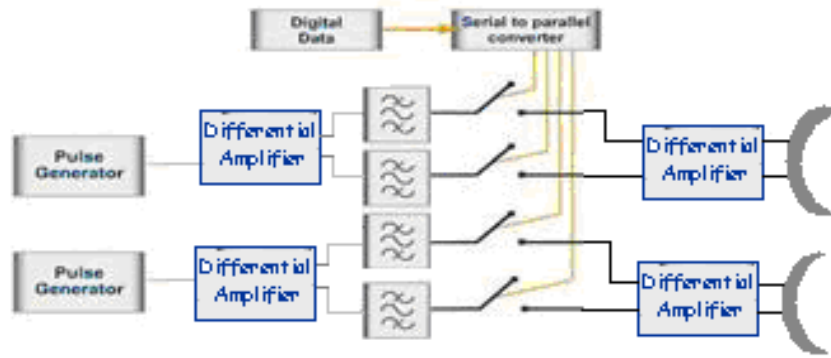 Digital
Data
Serial to parallel
converter
Differential
Amplifier
Pulse
Generator
Differential
Amplifier
Differential
Amplifier
Pulse
Generator
Differential
Amplifier